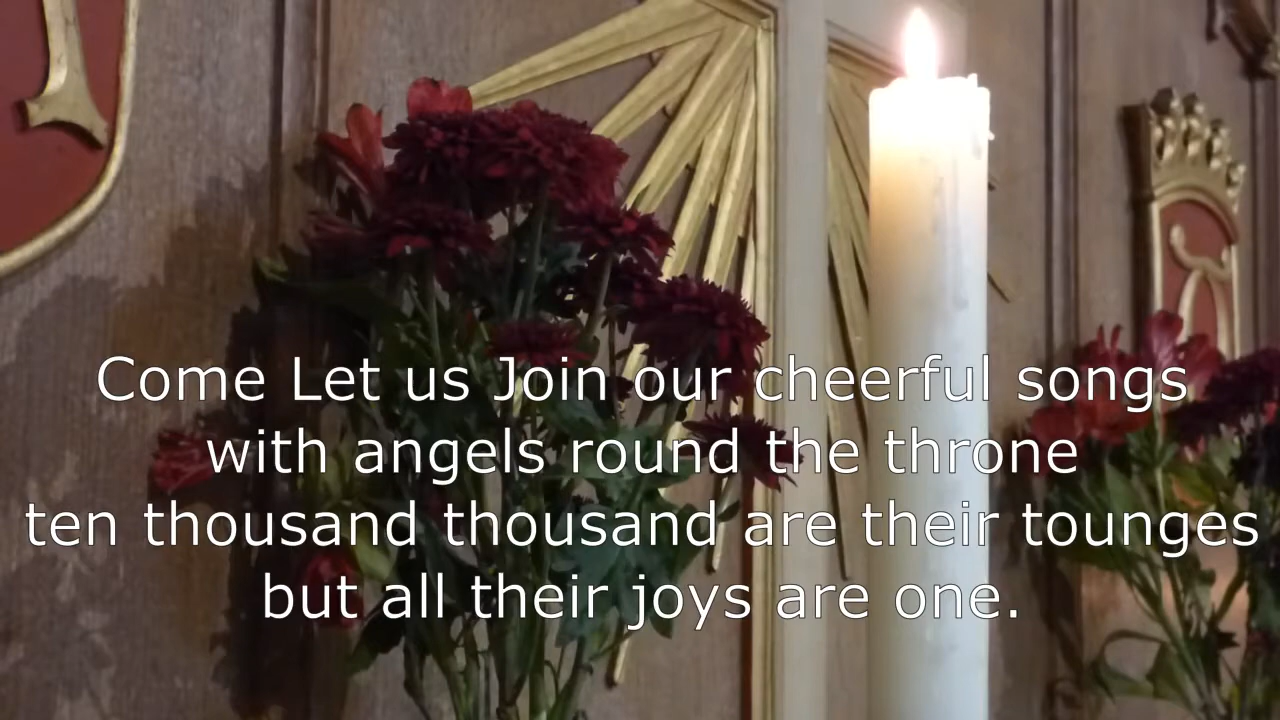 Come Let us Join our cheerful songs
with angels round the throne
ten thousand thousand are their tounges
but all their joys are one.